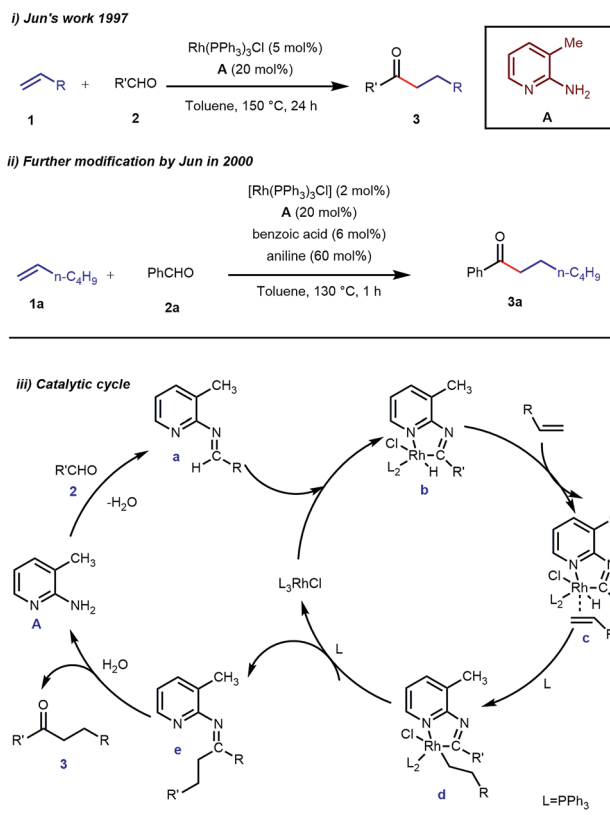 i) Jun's work 1997
Rh(PPh3)3Cl (5 mol%)
A (20 mol%)
Toluene, 150 °C, 24 h
R
1
+
R'CHO
2
O
R'
R
3
Me
N
NH2
A
ii) Further modification by Jun in 2000
[Rh(PPh3)3Cl] (2 mol%)
A (20 mol%)
benzoic acid (6 mol%)
aniline (60 mol%)
Toluene, 130 °C, 1 h
n-C4H9
1a
+
PhCHO
2a
O
Ph
n-C4H9
3a
iii) Catalytic cycle
CH3
N
N
H
R
a
CH3
N
N
Cl
Rh
C
L2
H
R'
b
R
R'CHO
2
-H2O
N
N
Cl
Rh
C
L2
H
R
c
L3RhCl
CH3
N
NH2
A
H2O
L
L
O
R'
R
3
CH3
N
N
R
R'
e
CH3
N
N
Cl
Rh
C
L2
R'
R
d
L=PPh3